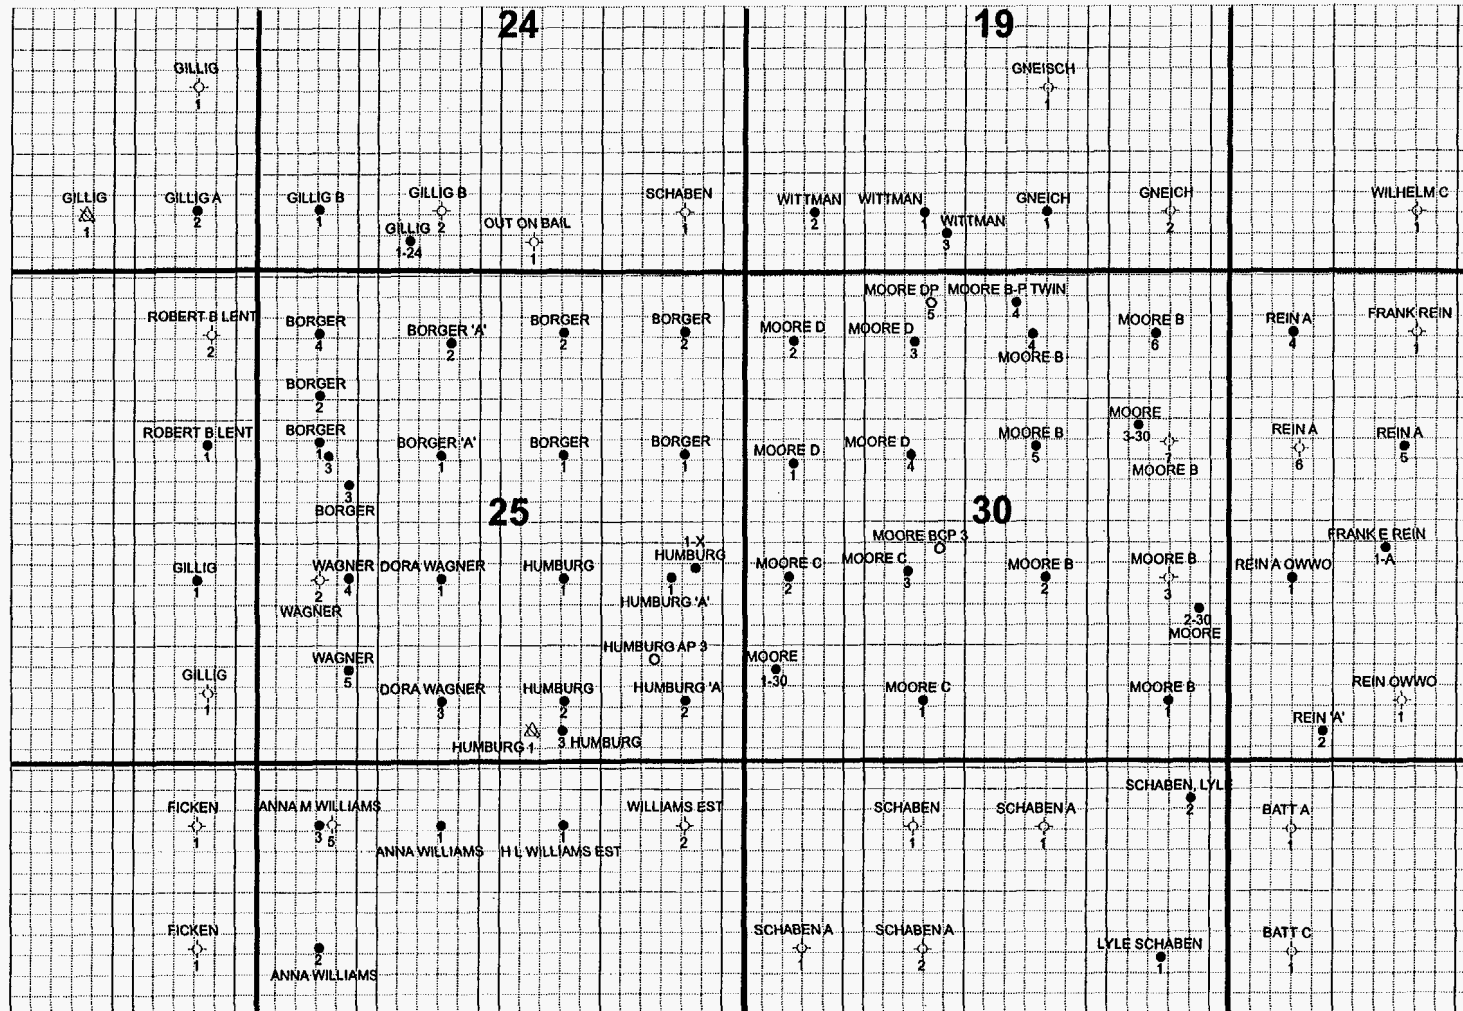 24
19
GILLIG
1
GNEISCH
1
GILLIG
1
GILLIG A
2
GILLIG B
1
GILLIG B
2
GILLIG
1-24
OUT ON BAIL
1
SCHABEN
1
WITTMAN
2
WITTMAN
1
WITTMAN
3
GNEICH
1
GNEICH
2
WILHELM C
1
ROBERT B LENT
2
BORGER
4
BORGER 'A'
2
BORGER
2
BORGER
2
MOORE D
2
MOORE DP
5
MOORE D
3
MOORE B-P TWIN
4
4
MOORE B
MOORE B
6
REIN A
4
FRANK REIN
1
BORGER
2
ROBERT B LENT
1
BORGER
1
3
3
BORGER
BORGER 'A'
1
BORGER
1
BORGER
1
MOORE D
1
MOORE D
4
MOORE B
5
MOORE
3-30
7
MOORE B
REIN A
6
REIN A
5
25
30
GILLIG
1
WAGNER
4
2
WAGNER
DORA WAGNER
1
HUMBURG
1
1-X
HUMBURG
1
HUMBURG 'A'
MOORE C
2
MOORE BCP 3
MOORE C
3
MOORE B
2
MOORE B
3
2-30
MOORE
REIN A OWWO
1
FRANK E REIN
1-A
GILLIG
1
WAGNER
5
DORA WAGNER
3
HUMBURG
2
HUMBURG AP 3
HUMBURG 'A
2
HUMBURG 1
3 HUMBURG
MOORE
1-30
MOORE C
1
MOORE B
1
REIN OWWO
1
REIN 'A'
2
FICKEN
1
ANNA M WILLIAMS
3
5
1
ANNA WILLIAMS
1
H L WILLIAMS EST
WILLIAMS EST
2
SCHABEN
1
SCHABEN A
1
SCHABEN, LYLE
2
BATT A
1
FICKEN
1
2
ANNA WILLIAMS
SCHABEN A
1
SCHABEN A
2
LYLE SCHABEN
1
BATT C
1